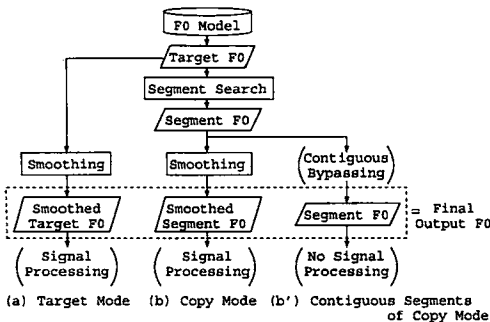 F0 Model
Target F0
Segment Search
Segment F0
Smoothing
Smoothing
(Contiguous
Bypassing)
Smoothed
Target F0
Smoothed
Segment F0
Segment F0
= Final
Output F0
(Signal
Processing)
(Signal
Processing)
(No Signal
Processing)
(a) Target Mode
(b) Copy Mode
(b') Contiguous Segments
of Copy Mode